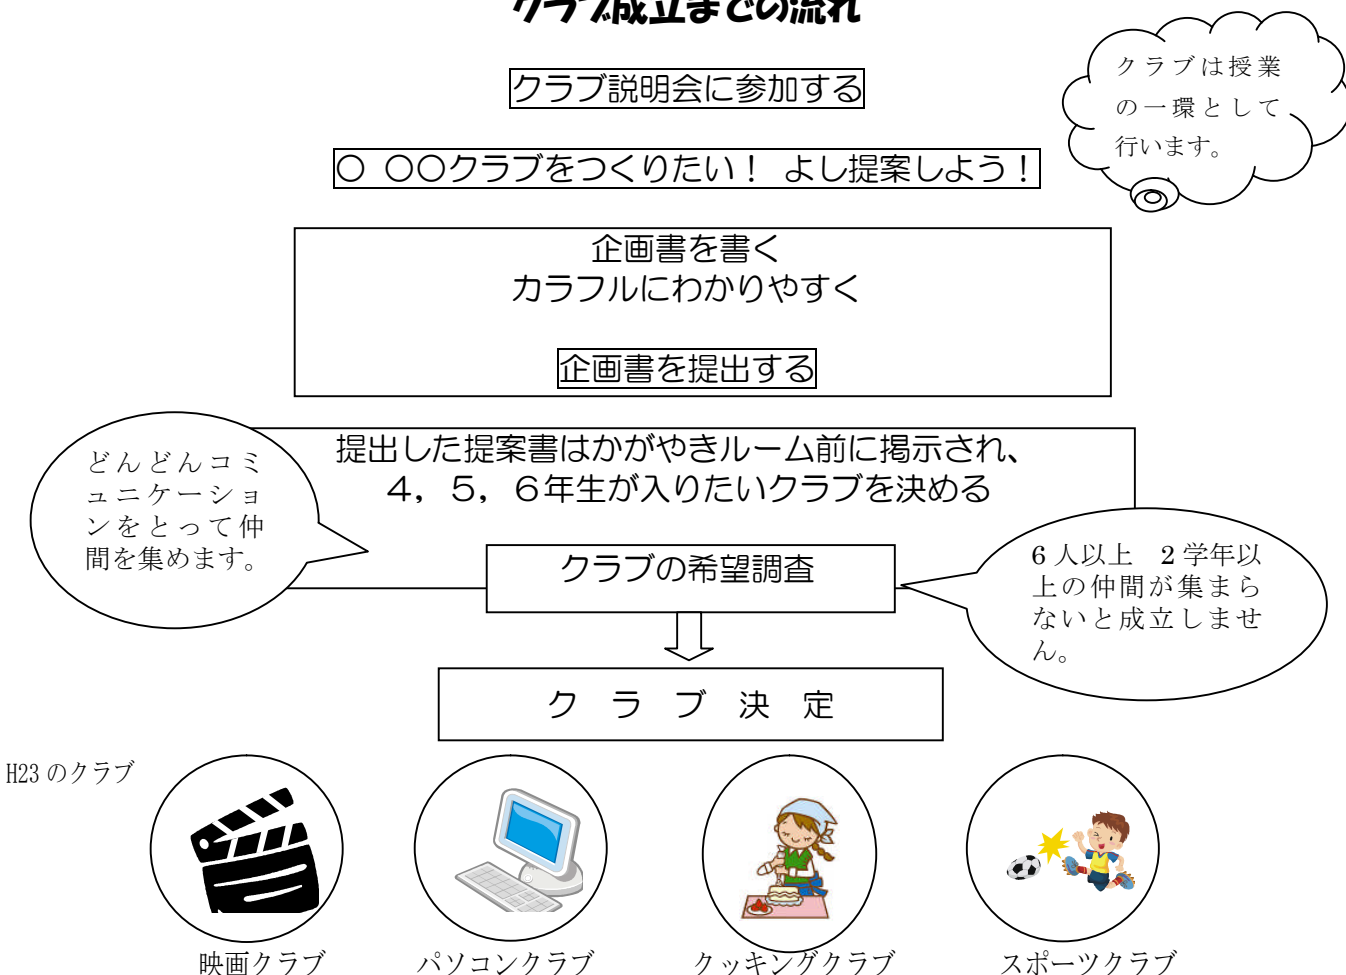 クラブ成立までの流れ
クラブは授業
の一環として
行います。
クラブ説明会に参加する
○ ○○クラブをつくりたい！ よし提案しよう！
企画書を書く
カラフルにわかりやすく
企画書を提出する
どんどんコミ
ュニケーショ
ンをとって仲
間を集めます。
提出した提案書はかがやきルーム前に掲示され、
４，５，６年生が入りたいクラブを決める
クラブの希望調査
6 人以上　2 学年以
上の仲間が集まら
ないと成立しませ
ん。
ク　ラ　ブ　決　定
H23 のクラブ
映画クラブ
パソコンクラブ
クッキングクラブ
スポーツクラブ